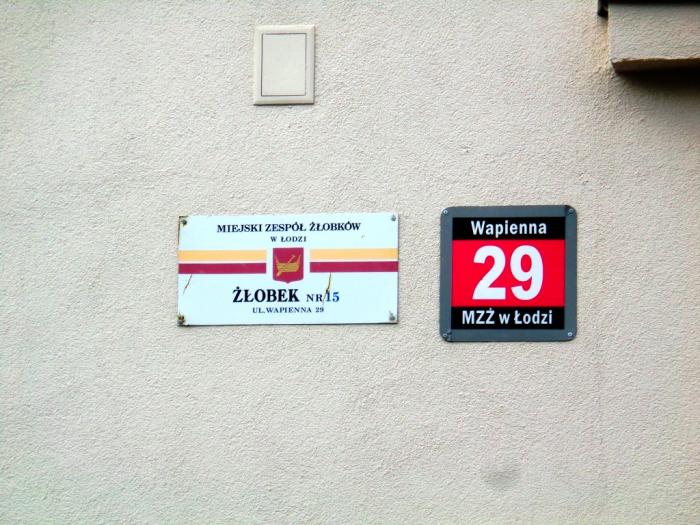 MIEJSKI ZESPÓŁ ŻŁOBKÓW
W ŁODZI
ŻŁOBEK NR 15
UL. WAPIENNA 29
Wapienna
29
MZŻ w Łodzi